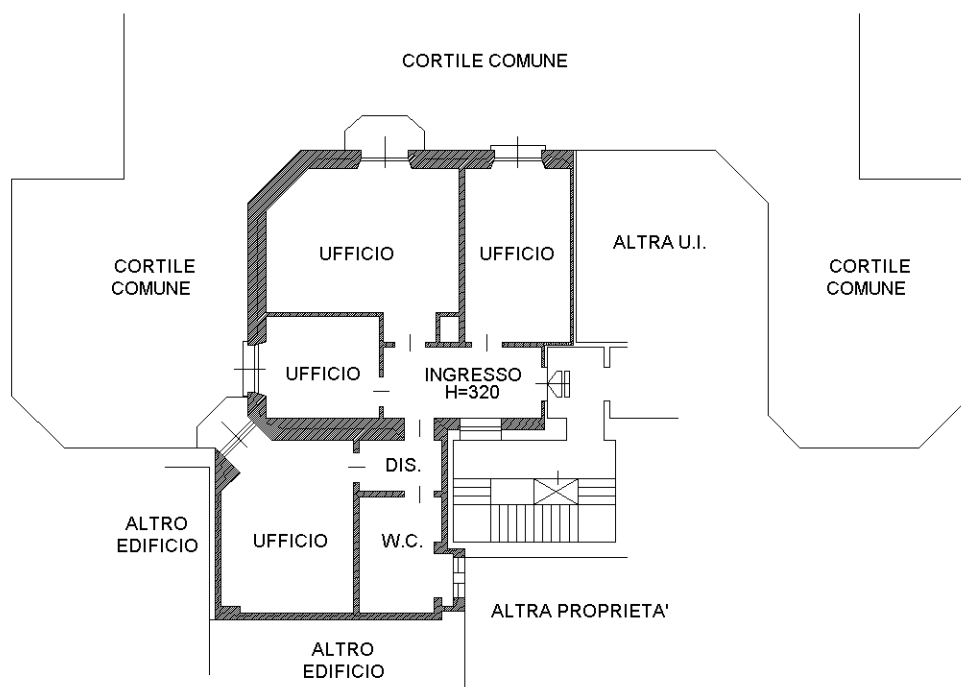 CORTILE COMUNE
UFFICIO
UFFICIO
ALTRA U.I.
CORTILE
COMUNE
CORTILE
COMUNE
UFFICIO
INGRESSO
H=320
DIS.
ALTRO
EDIFICIO
UFFICIO
W.C.
ALTRA PROPRIETA'
ALTRO
EDIFICIO